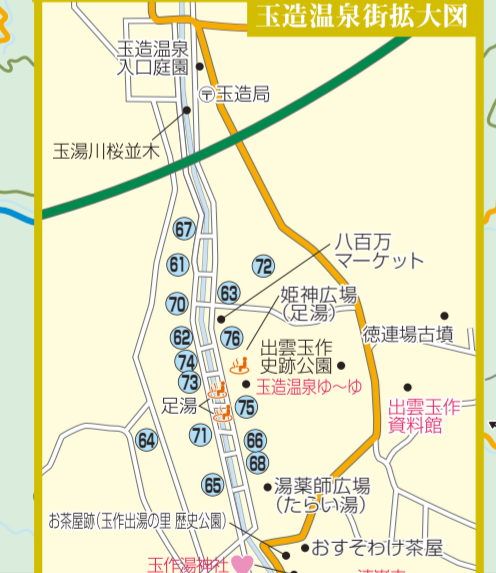 玉造温泉街拡大図
玉造温泉
入口庭園
〒玉造局
玉湯川桜並木
67
八百万
マーケット
61
72
63
姫神広場
(足湯)
70
徳連場古墳
62
76
出雲玉作
史跡公園
74
73
玉造温泉ゆ〜ゆ
足湯
75
出雲玉作
資料館
71
64
66
68
65
湯薬師広場
(たらい湯)
お茶屋跡(玉作出湯の里 歴史公園)
おすそわけ茶屋
玉作湯神社